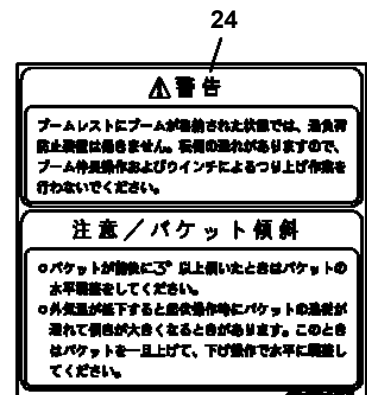 24
⚠警告
ブームレストにブームが格納された状態では、過負荷
防止装置は働きません。転倒の恐れがありますので、
ブーム伸長操作およびウインチによるつり上げ作業を
行わないでください。
注意／バケット傾斜
○バケットが前後に3° 以上傾いたときはバケットの
水平調整をしてください。
○外気温が低下すると起伏操作時にバケットの追従が
遅れて傾きが大きくなるときがあります。このとき
はバケットを一旦上げて、下げ操作で水平に調整し
てください。